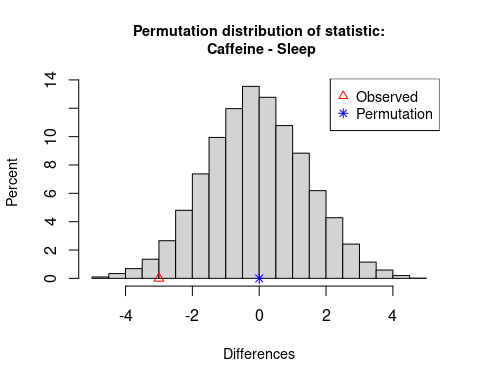 Permutation distribution of statistic:
Caffeine - Sleep
Observed
Permutation
Percent
14
10
8
6
4
2
0
-4 -2 0 2 4
Differences